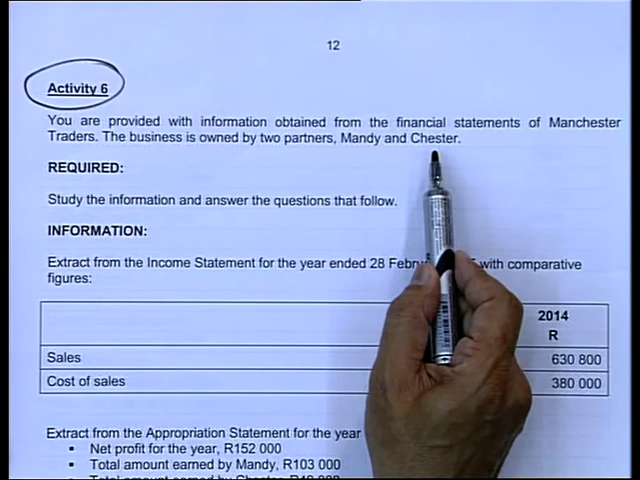 12
Activity 6
You are provided with information obtained from the financial statements of Manchester
Traders. The business is owned by two partners, Mandy and Chester.
REQUIRED:
Study the information and answer the questions that follow.
INFORMATION:
Extract from the Income Statement for the year ended 28 with comparative
figures:
2014
R
Sales 630 800
Cost of sales 380 000
Extract from the Appropriation Statement for the year
▪ Net profit for the year, R152 000
▪ Total amount earned by Mandy, R103 000
▪ Total amount earned by